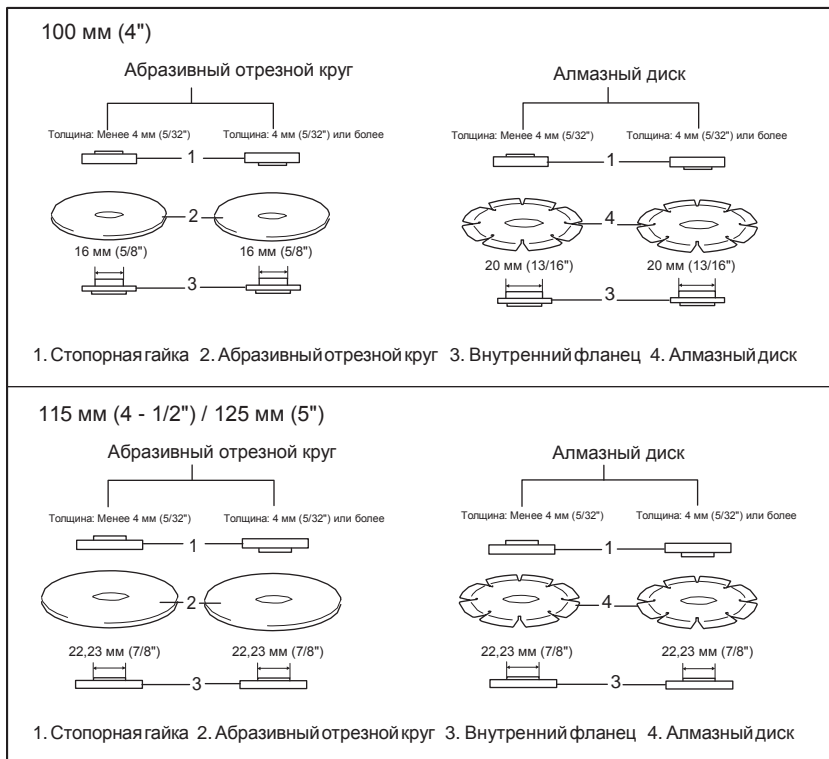 100 мм (4")
Абразивный отрезной круг
Алмазный диск
Толщина: Менее 4 мм (5/32") Толщина: 4 мм (5/32") или более
Толщина: Менее 4 мм (5/32") Толщина: 4 мм (5/32") или более
1
1
2
4
16 мм (5/8") 16 мм (5/8")
20 мм (13/16") 20 мм (13/16")
3
3
1. Стопорная гайка 2. Абразивный отрезной круг 3. Внутренний фланец 4. Алмазный диск
115 мм (4 - 1/2") / 125 мм (5")
Абразивный отрезной круг
Алмазный диск
Толщина: Менее 4 мм (5/32") Толщина: 4 мм (5/32") или более
Толщина: Менее 4 мм (5/32") Толщина: 4 мм (5/32") или более
1
1
2
4
22,23 мм (7/8") 22,23 мм (7/8")
22,23 мм (7/8") 22,23 мм (7/8")
3
3
1. Стопорная гайка 2. Абразивный отрезной круг 3. Внутренний фланец 4. Алмазный диск